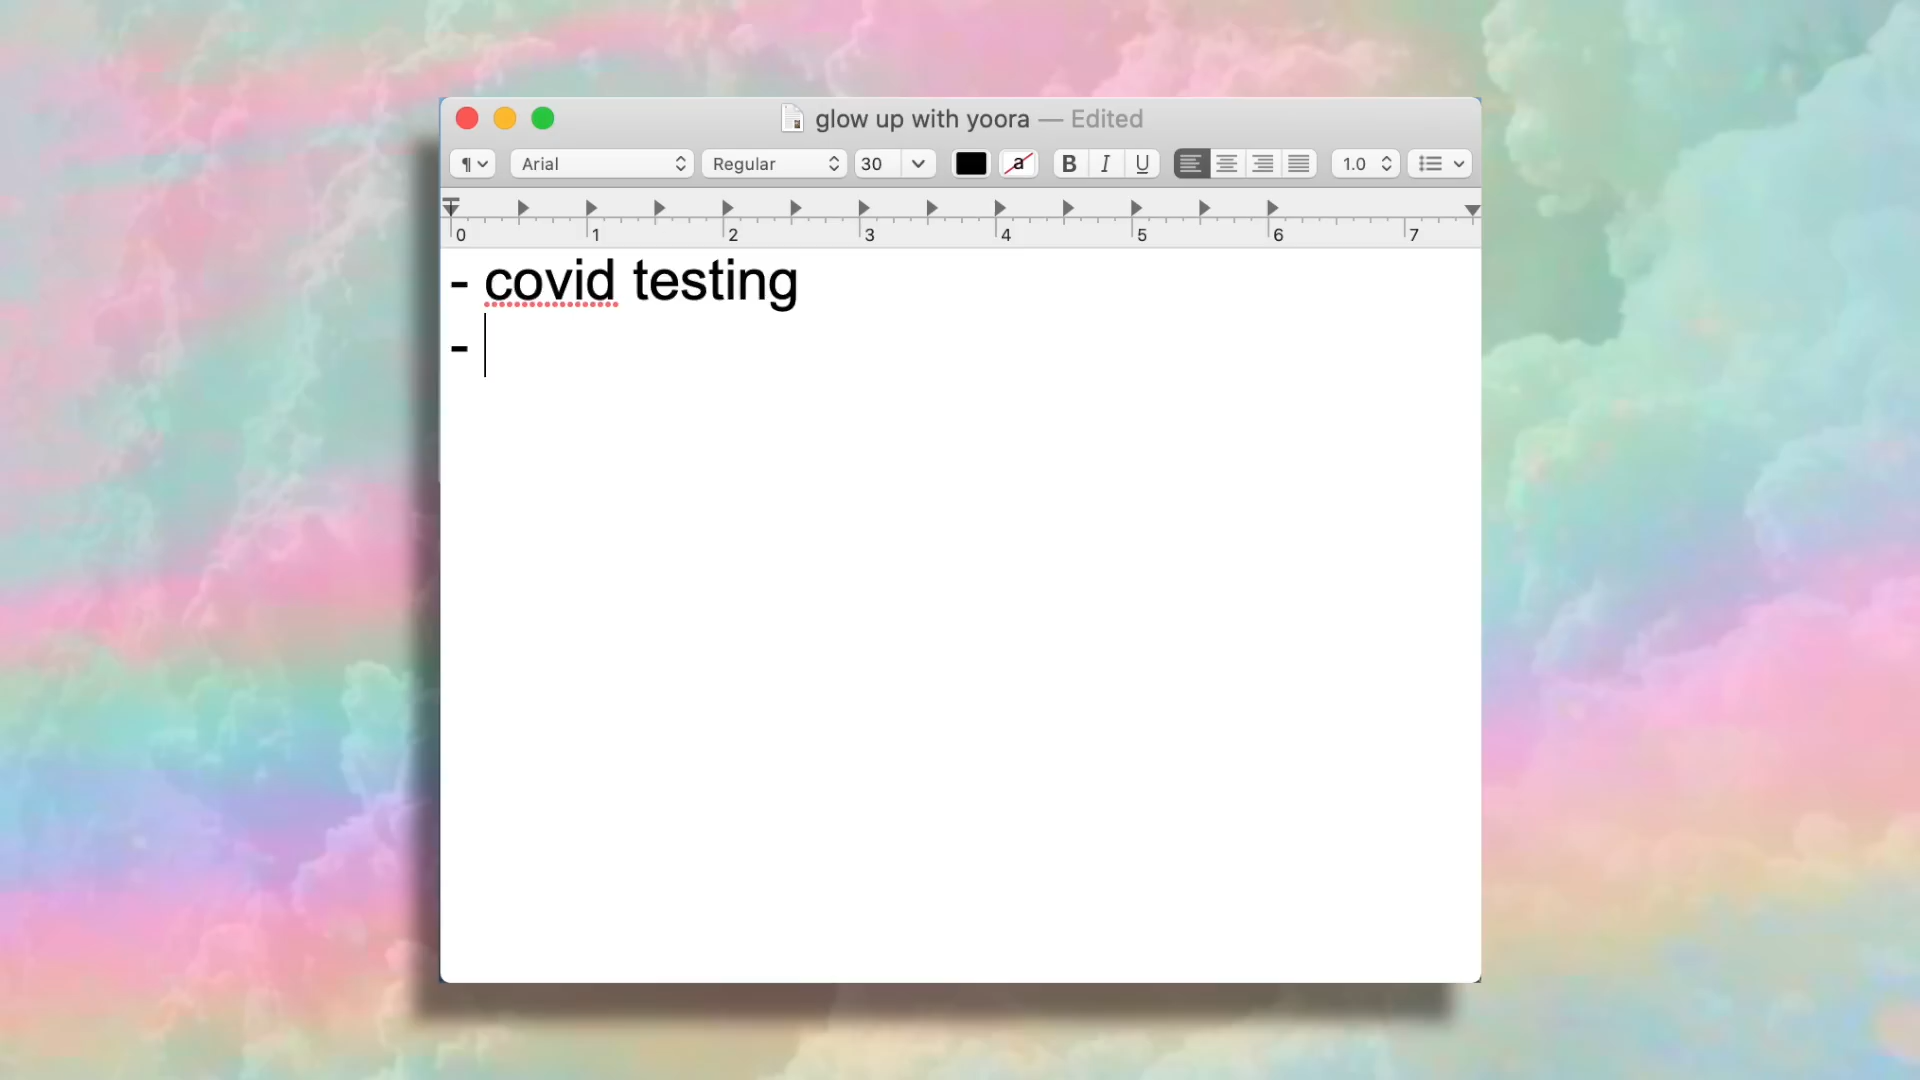 glow up with yoora — Edited
¶ Arial Regular 30 a B I U 1.0
0 1 2 3 4 5 6 7
- covid testing
-